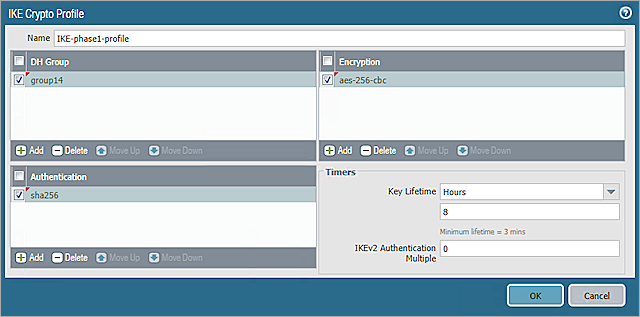 IKE Crypto Profile
Name IKE-phase1-profile
DH Group
group14
Add Delete Move Up Move Down
Encryption
aes-256-cbc
Add Delete Move Up Move Down
Authentication
sha256
Add Delete Move Up Move Down
Timers
Key Lifetime Hours
8
Minimum lifetime = 3 mins
IKEv2 Authentication 0
Multiple
OK Cancel